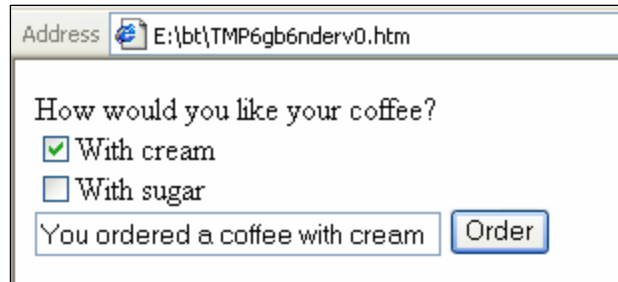 Address E:\bt\TMP6gb6nderv0.htm
How would you like your coffee?
With cream
With sugar
You ordered a coffee with cream Order